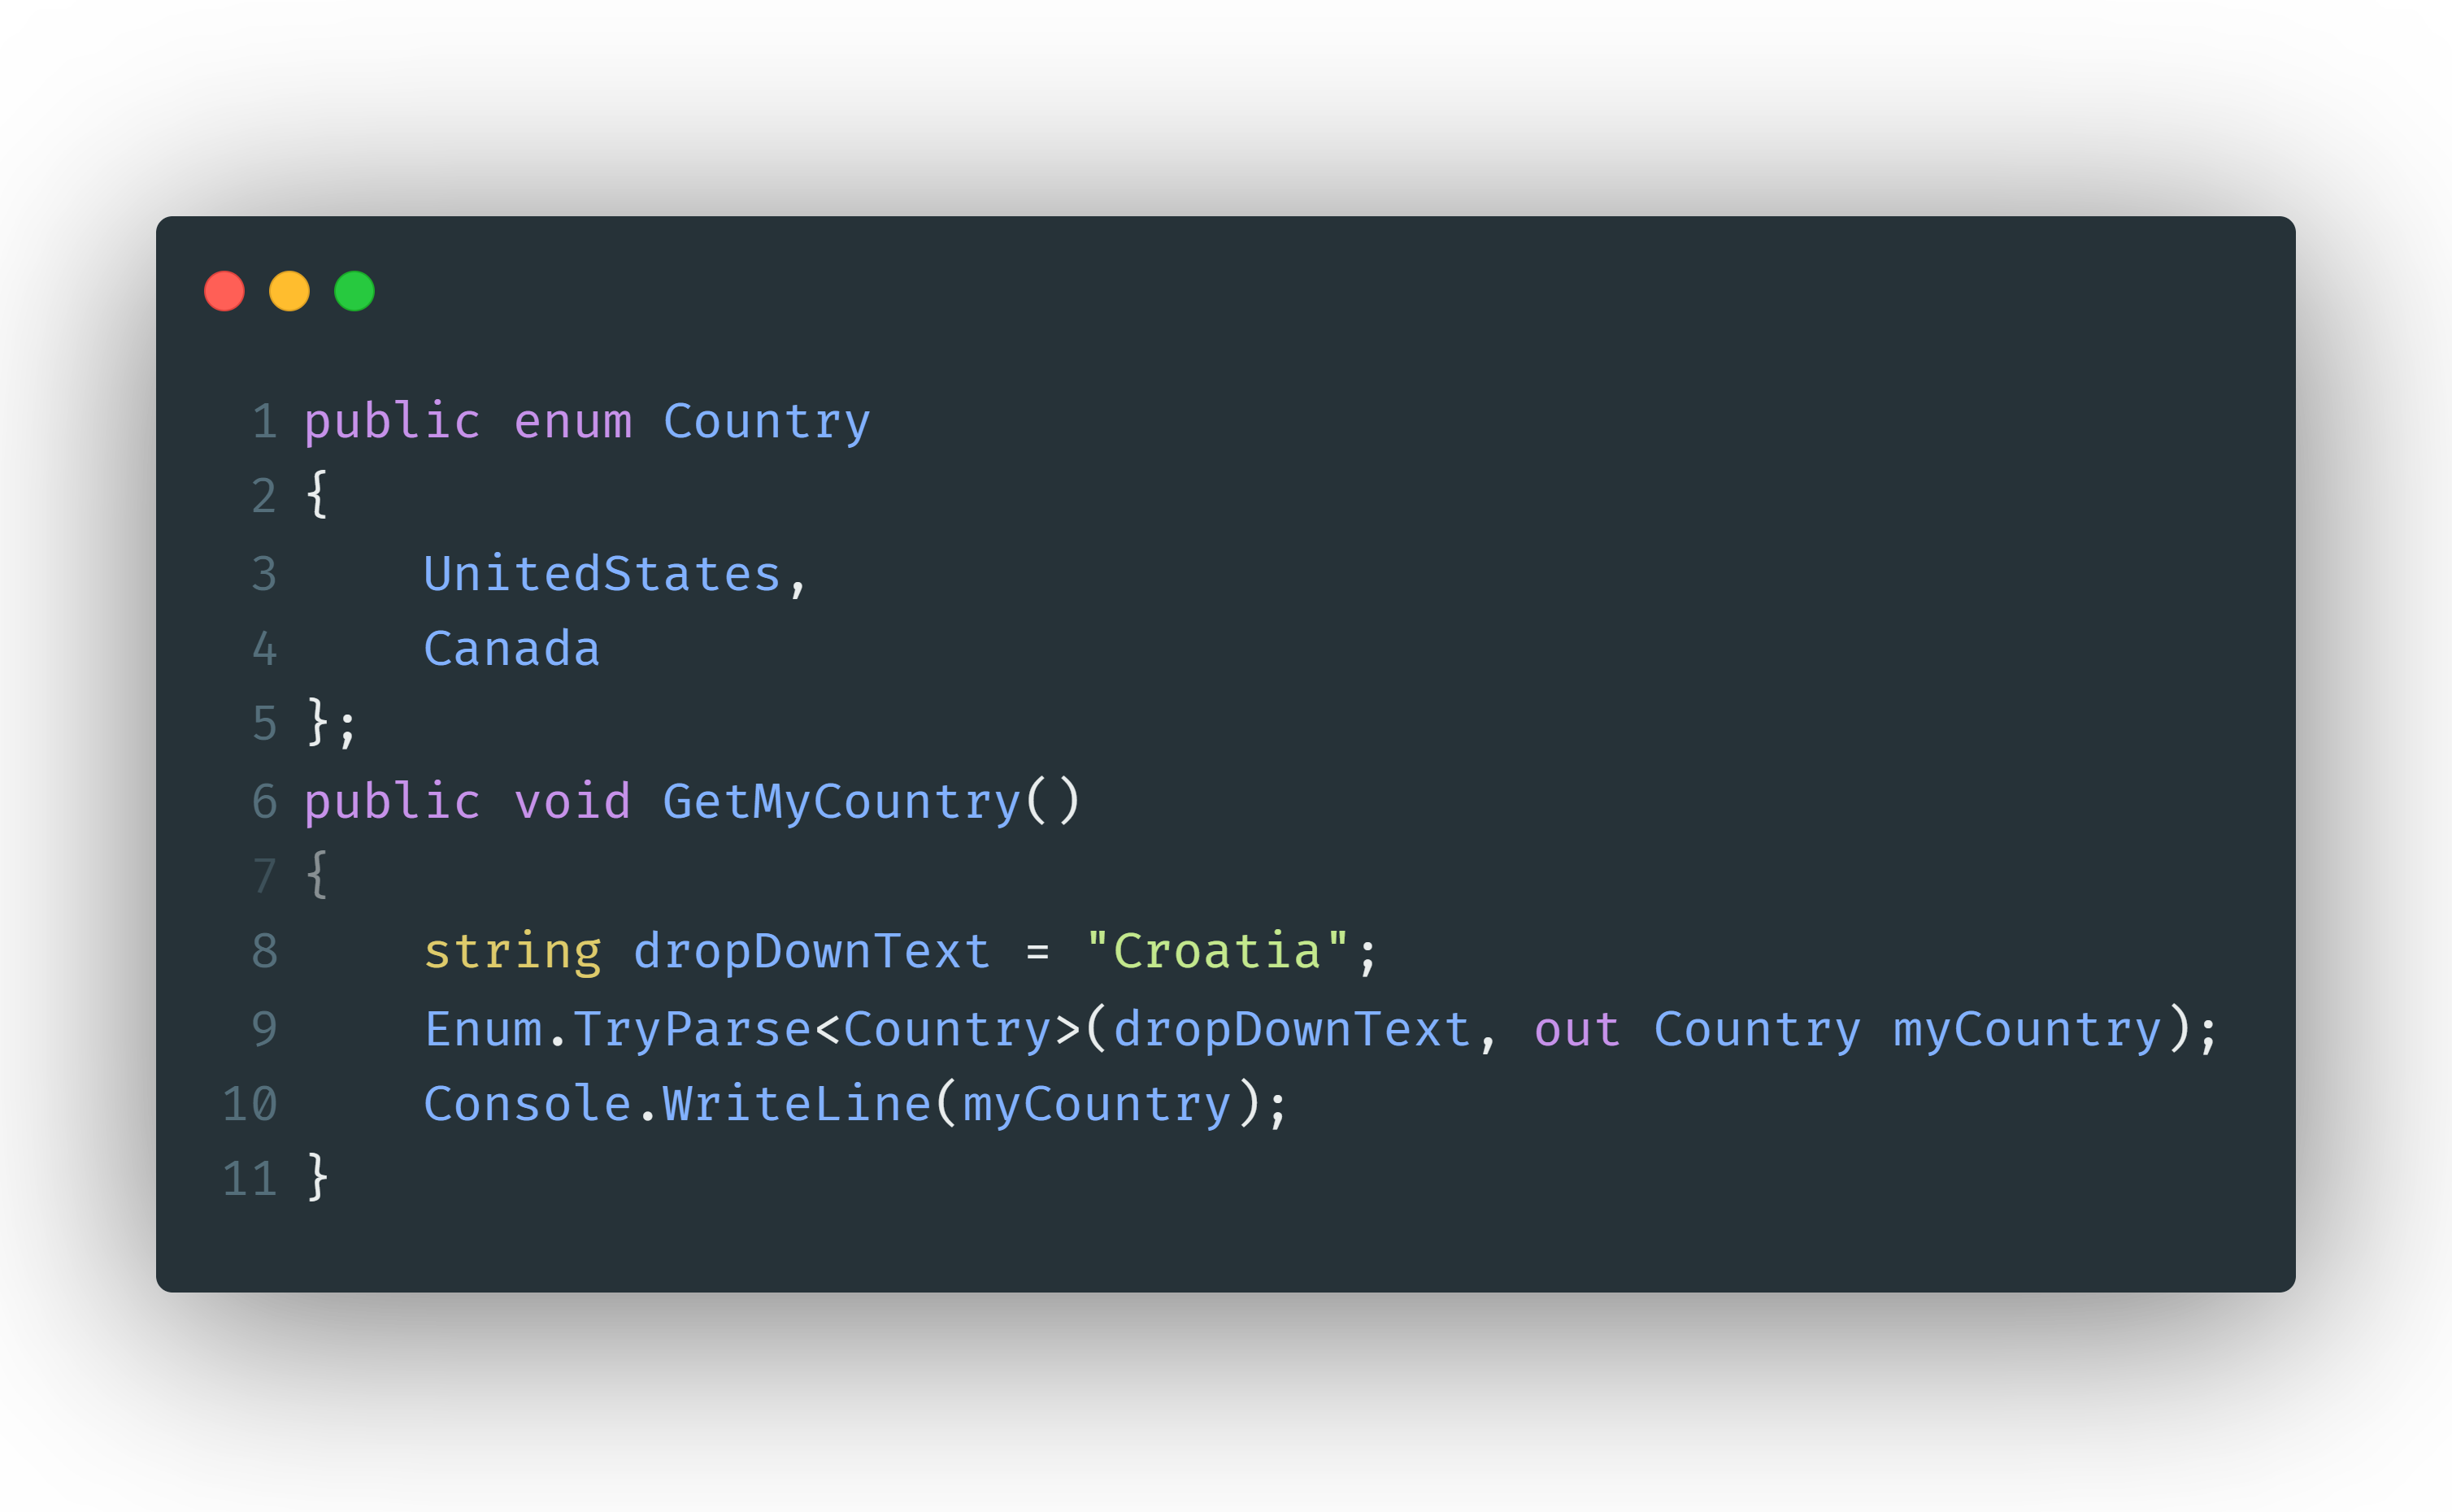 1 public enum Country
2 {
3     UnitedStates,
4     Canada
5 };
6 public void GetMyCountry()
7 {
8     string dropDownText = "Croatia";
9     Enum.TryParse<Country>(dropDownText, out Country myCountry);
10     Console.WriteLine(myCountry);
11 }